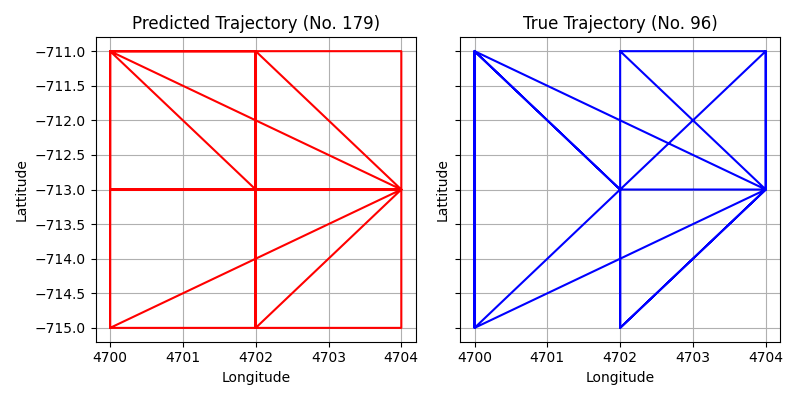 Predicted Trajectory (No. 179)
True Trajectory (No. 96)
Lattitude
−711.0
−711.5
−712.0
−712.5
−713.0
−713.5
−714.0
−714.5
−715.0
4700 4701 4702 4703 4704
Longitude
Lattitude
4700 4701 4702 4703 4704
Longitude